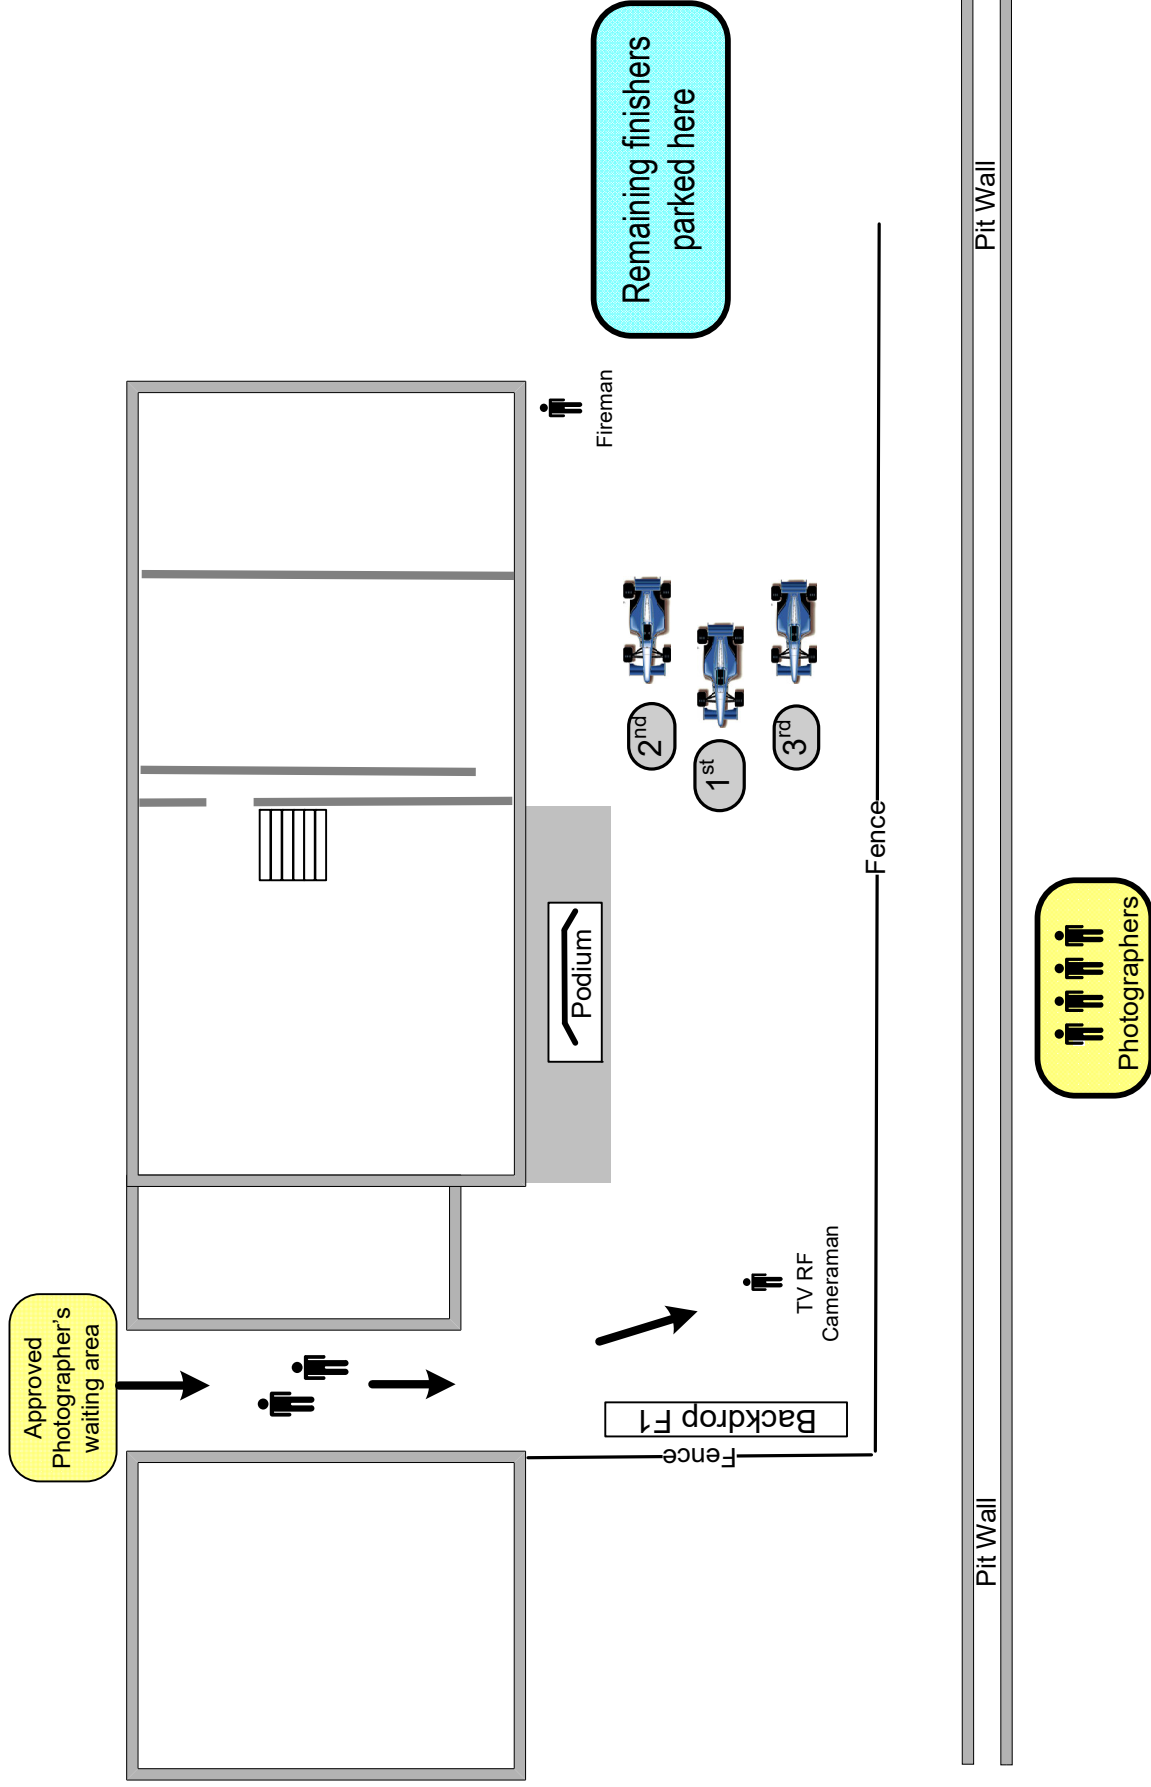 Remaining finishers
parked here
Pit Wall
Fireman
2nd
1st
3rd
Fence
Podium
Photographers
TV RF
Cameraman
Approved
Photographer's
waiting area
Backdrop F1
Fence
Pit Wall